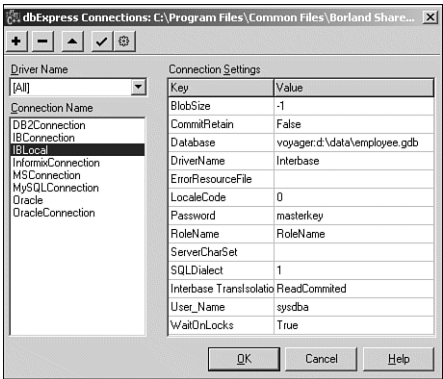 dbExpress Connections: C:\Program Files\Common Files\Borland Share...
Driver Name
[All]
Connection Name
DB2Connection
IBConnection
IBLocal
InformixConnection
MSConnection
MySQLConnection
Oracle
OracleConnection
Connection Settings
Key Value
BlobSize -1
CommitRetain False
Database voyager:d:\data\employee.gdb
DriverName Interbase
ErrorResourceFile
LocaleCode 0
Password masterkey
RoleName RoleName
ServerCharSet
SQLDialect 1
Interbase TransIsolatio ReadCommited
User_Name sysdba
WaitOnLocks True
OK Cancel Help